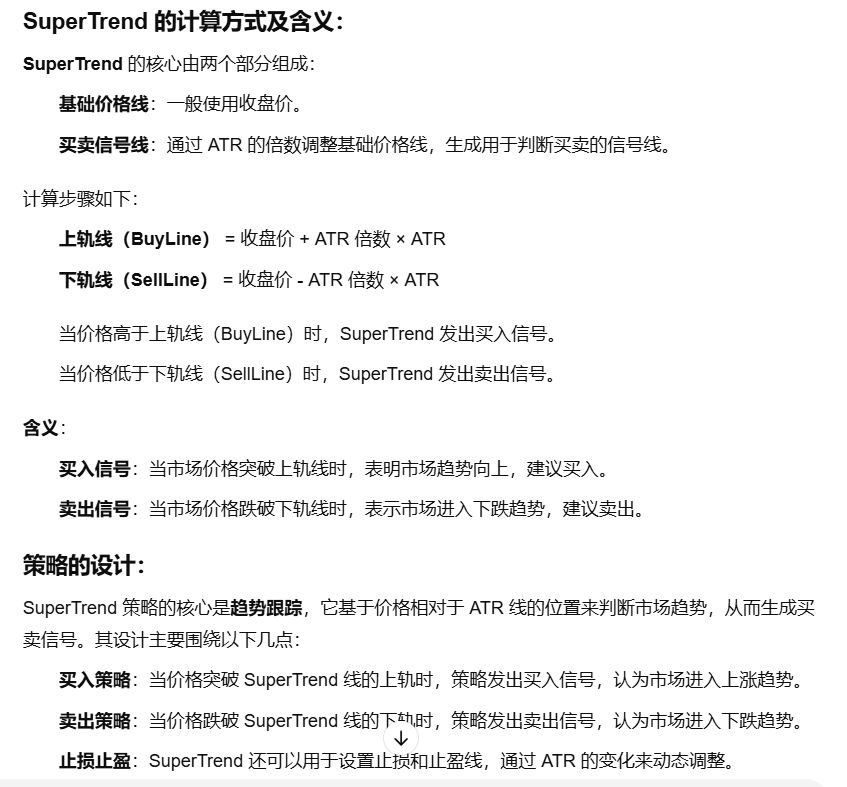 SuperTrend 的计算方式及含义：
SuperTrend 的核心由两个部分组成：
基础价格线：一般使用收盘价。
买卖信号线：通过 ATR 的倍数调整基础价格线，生成用于判断买卖的信号线。
计算步骤如下：
上轨线（BuyLine） = 收盘价 + ATR 倍数 × ATR
下轨线（SellLine） = 收盘价 - ATR 倍数 × ATR
当价格高于上轨线（BuyLine）时，SuperTrend 发出买入信号。
当价格低于下轨线（SellLine）时，SuperTrend 发出卖出信号。
含义：
买入信号：当市场价格突破上轨线时，表明市场趋势向上，建议买入。
卖出信号：当市场价格跌破下轨线时，表示市场进入下跌趋势，建议卖出。
策略的设计：
SuperTrend 策略的核心是趋势跟踪，它基于价格相对于 ATR 线的位置来判断市场趋势，从而生成买
卖信号。其设计主要围绕以下几点：
买入策略：当价格突破 SuperTrend 线的上轨时，策略发出买入信号，认为市场进入上涨趋势。
卖出策略：当价格跌破 SuperTrend 线的下轨时，策略发出卖出信号，认为市场进入下跌趋势。
止损止盈：SuperTrend 还可以用于设置止损和止盈线，通过 ATR 的变化来动态调整。